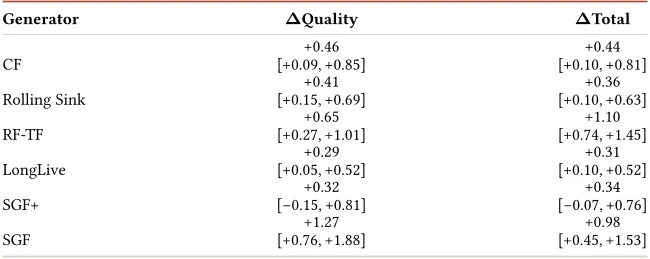 Generator ΔQuality ΔTotal
+0.46 +0.44
CF [+0.09, +0.85] [+0.10, +0.81]
+0.41 +0.36
Rolling Sink [+0.15, +0.69] [+0.10, +0.63]
+0.65 +1.10
RF-TF [+0.27, +1.01] [+0.74, +1.45]
+0.29 +0.31
LongLive [+0.05, +0.52] [+0.10, +0.52]
+0.32 +0.34
SGF+ [−0.15, +0.81] [−0.07, +0.76]
+1.27 +0.98
SGF [+0.76, +1.88] [+0.45, +1.53]